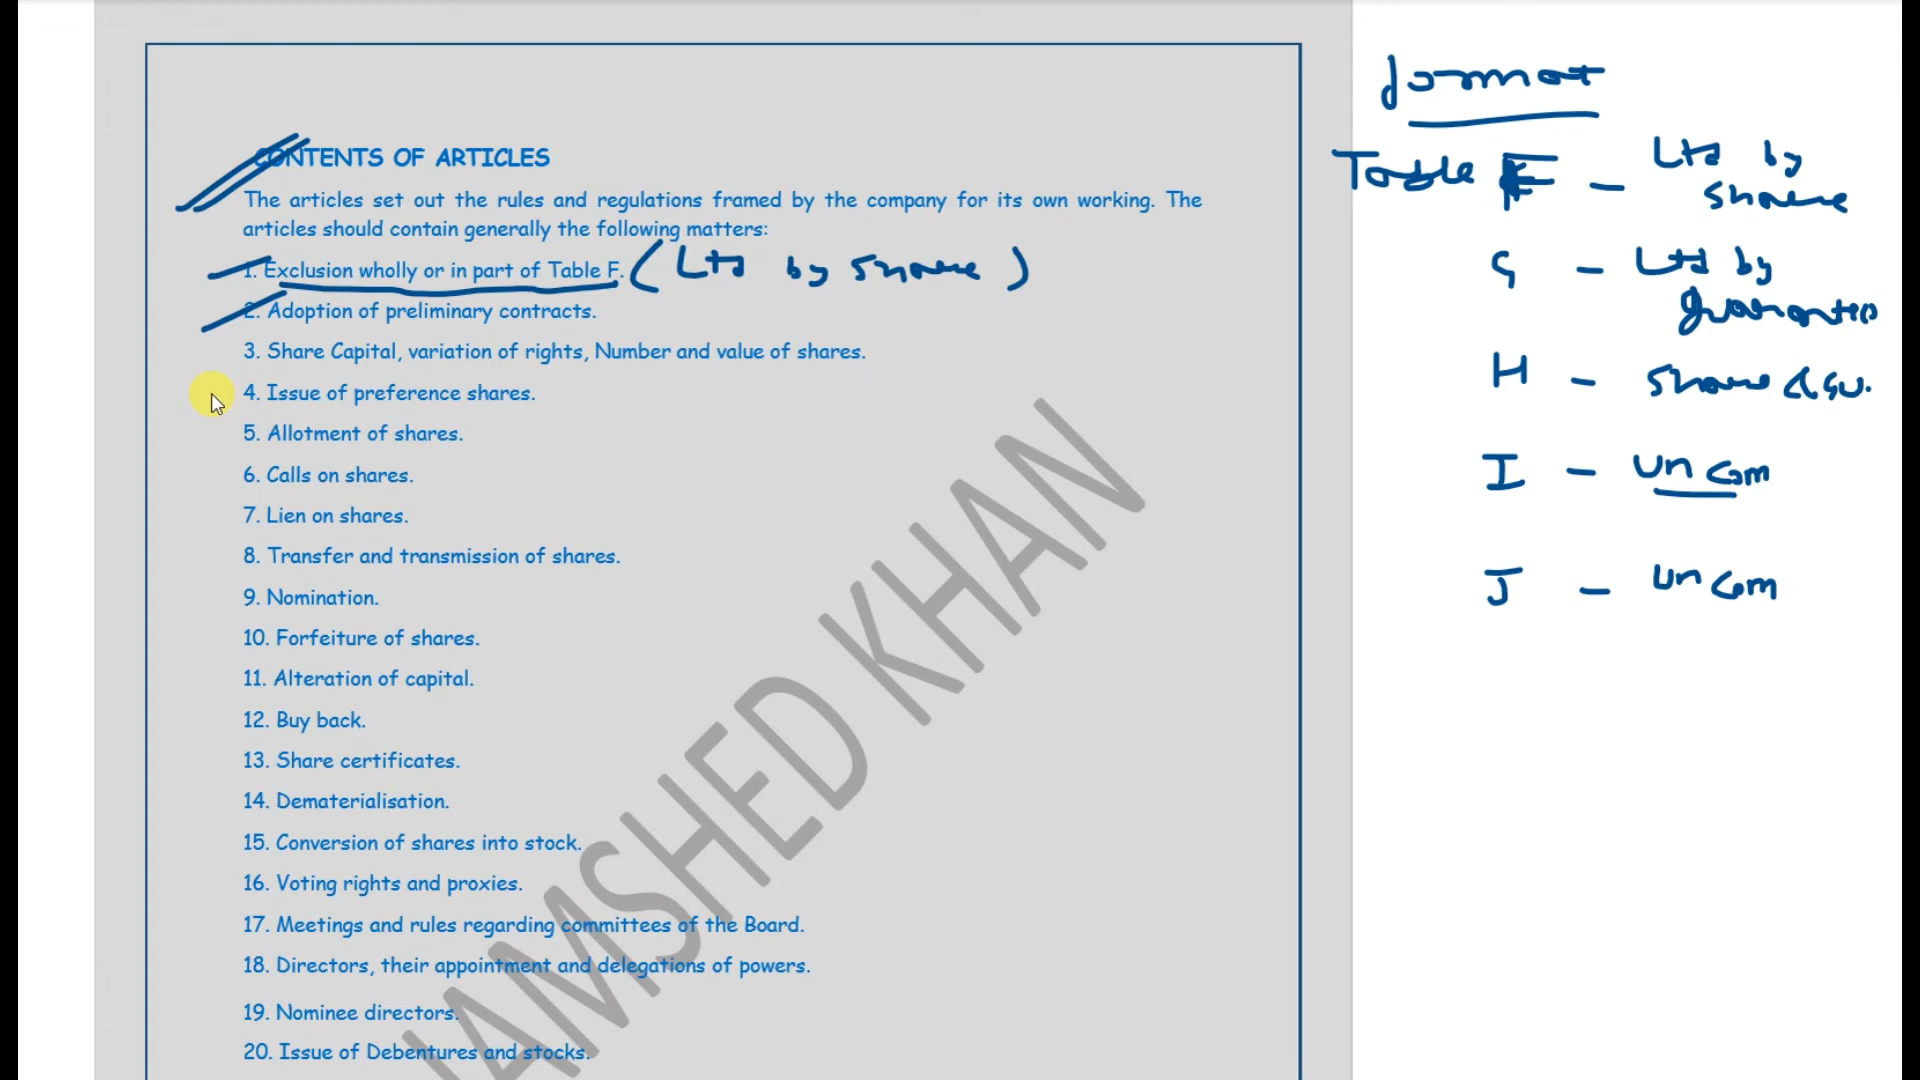 CONTENTS OF ARTICLES
The articles set out the rules and regulations framed by the company for its own working. The
articles should contain generally the following matters:
1. Exclusion wholly or in part of Table F. (Ltd by share)
2. Adoption of preliminary contracts.
3. Share Capital, variation of rights, Number and value of shares.
4. Issue of preference shares.
5. Allotment of shares.
6. Calls on shares.
7. Lien on shares.
8. Transfer and transmission of shares.
9. Nomination.
10. Forfeiture of shares.
11. Alteration of capital.
12. Buy back.
13. Share certificates.
14. Dematerialisation.
15. Conversion of shares into stock.
16. Voting rights and proxies.
17. Meetings and rules regarding committees of the Board.
18. Directors, their appointment and delegations of powers.
19. Nominee directors.
20. Issue of Debentures and stocks.
JAMSHED KHAN
format
Table F - Ltd by
share
G - Ltd by
guarantee
H - share & Gu.
I - un com
J - un com